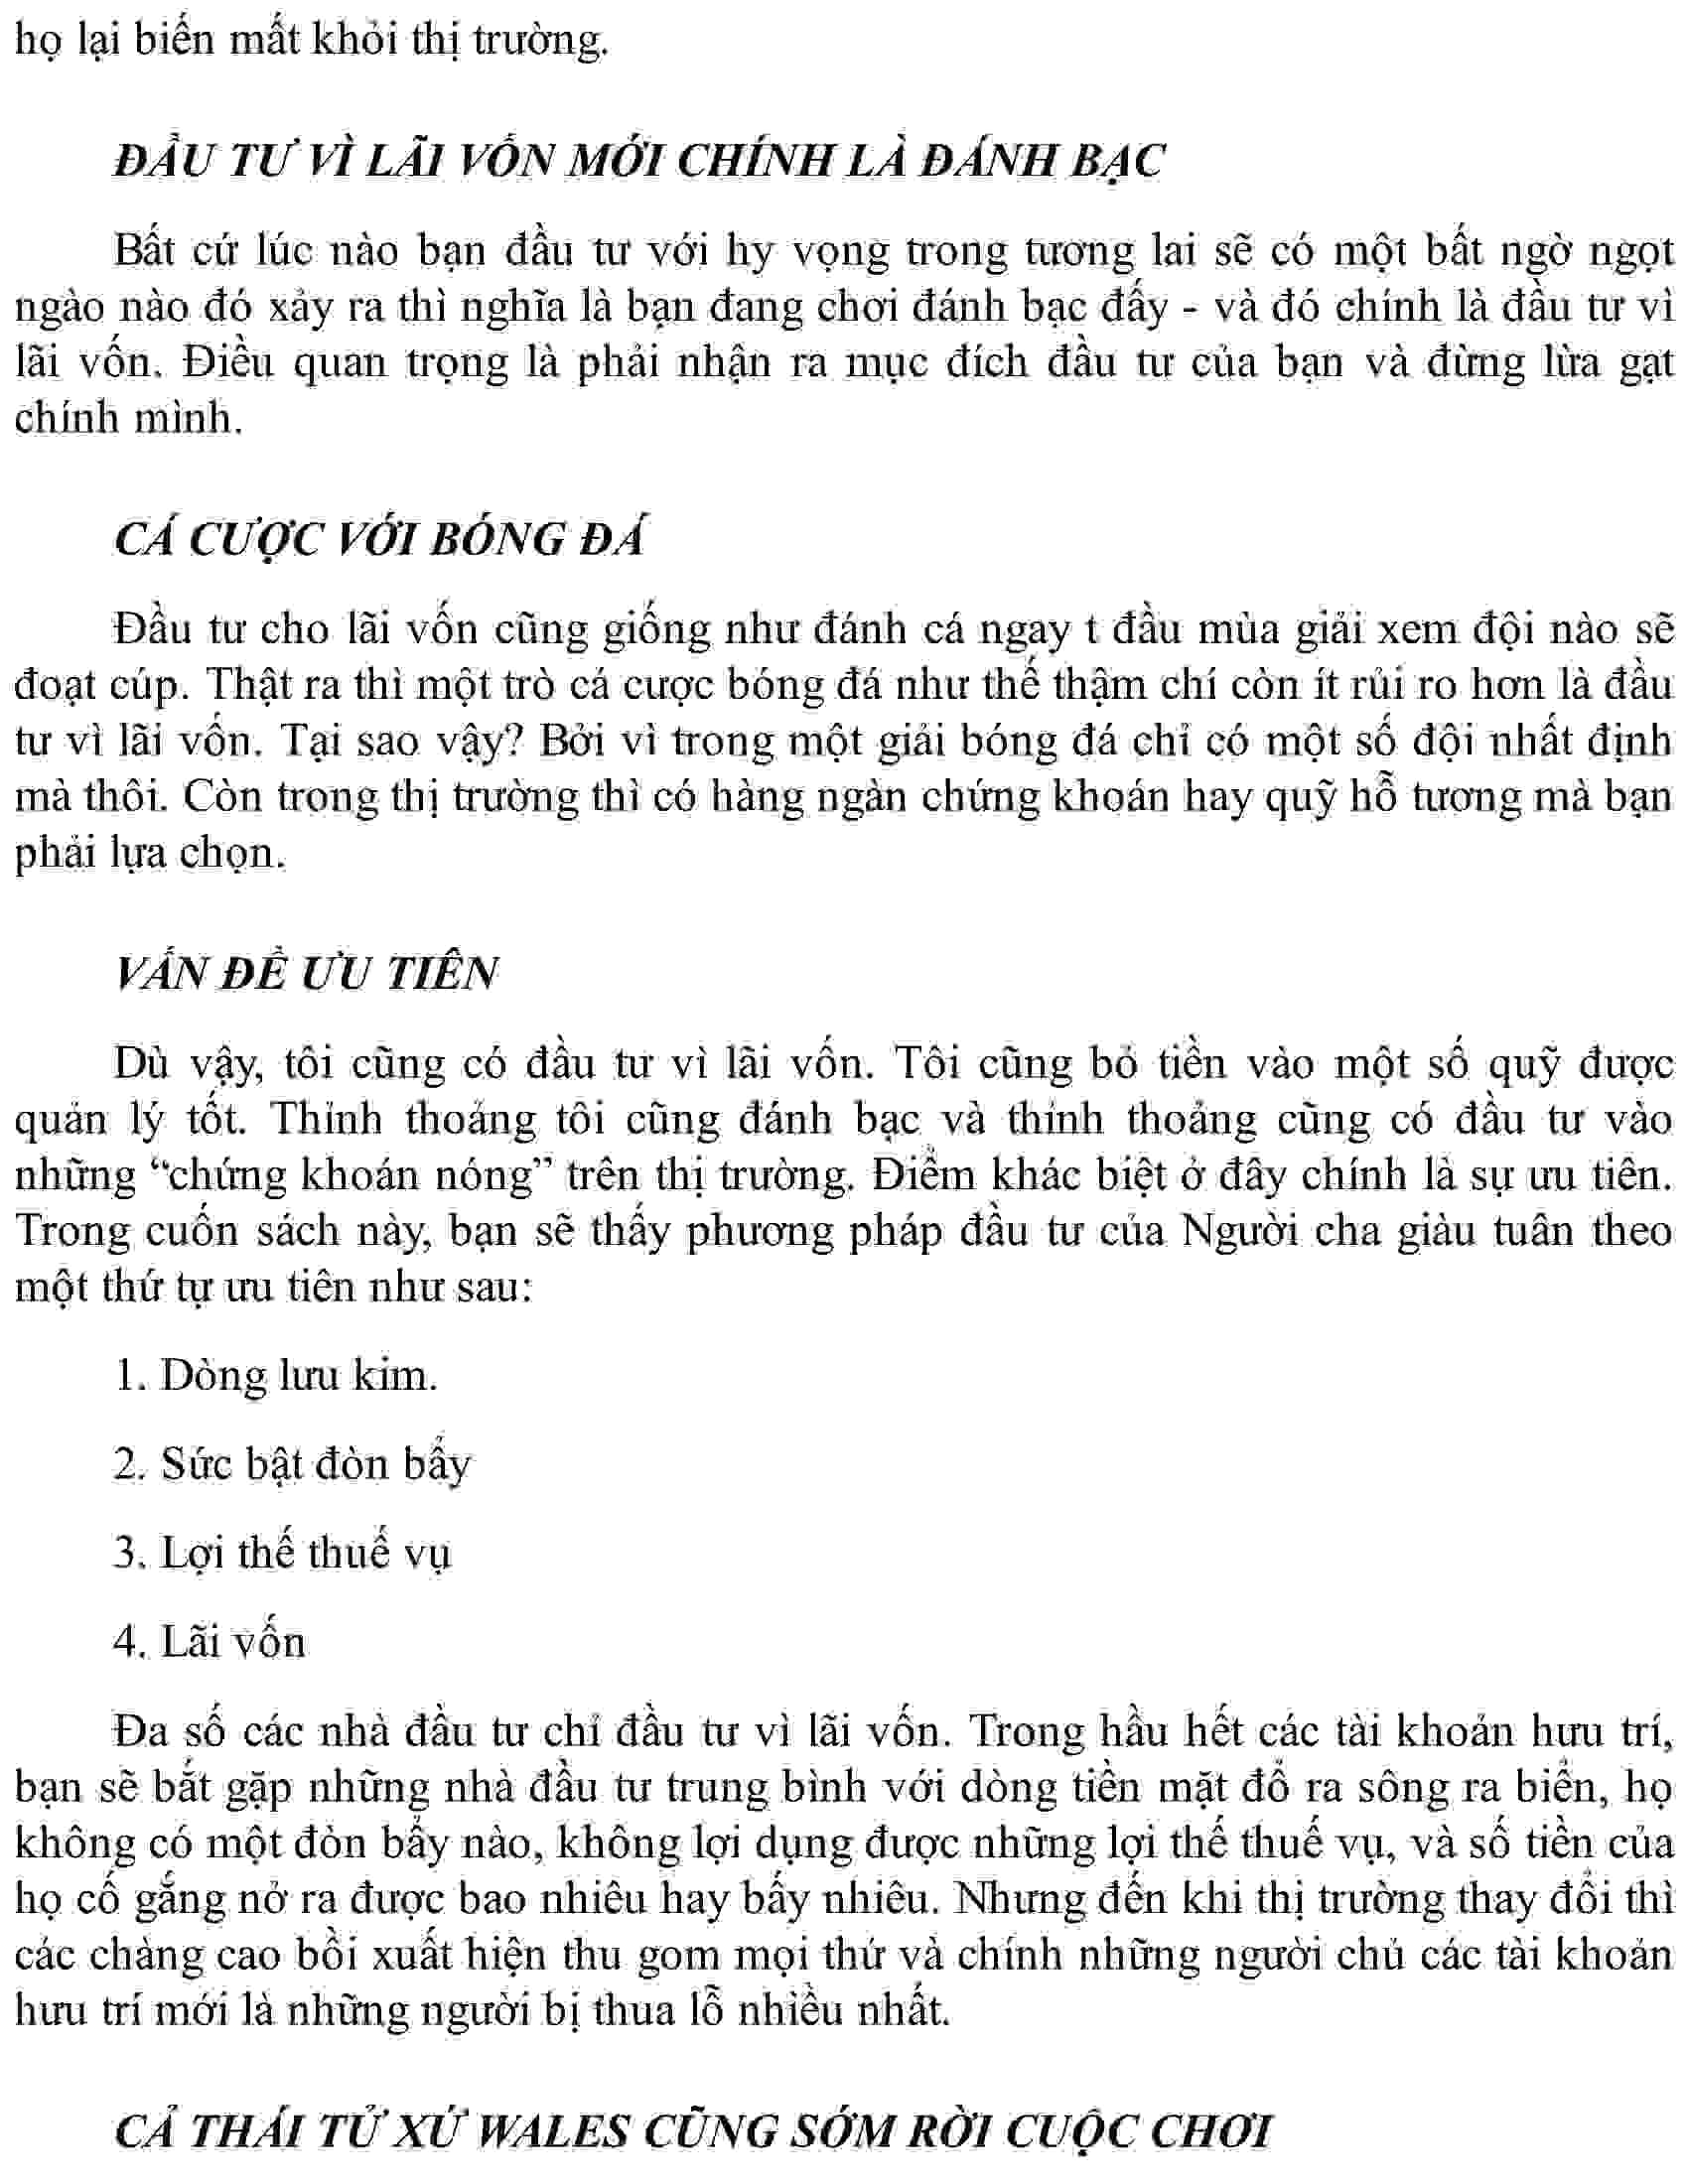 họ lại biến mất khỏi thị trường.
ĐẦU TƯ VÌ LÃI VỐN MỚI CHÍNH LÀ ĐÁNH BẠC
Bất cứ lúc nào bạn đầu tư với hy vọng trong tương lai sẽ có một bất ngờ ngọt
ngào nào đó xảy ra thì nghĩa là bạn đang chơi đánh bạc đấy - và đó chính là đầu tư vì
lãi vốn. Điều quan trọng là phải nhận ra mục đích đầu tư của bạn và đừng lừa gạt
chính mình.
CÁ CƯỢC VỚI BÓNG ĐÁ
Đầu tư cho lãi vốn cũng giống như đánh cá ngay t đầu mùa giải xem đội nào sẽ
đoạt cúp. Thật ra thì một trò cá cược bóng đá như thế thậm chí còn ít rủi ro hơn là đầu
tư vì lãi vốn. Tại sao vậy? Bởi vì trong một giải bóng đá chỉ có một số đội nhất định
mà thôi. Còn trong thị trường thì có hàng ngàn chứng khoán hay quỹ hỗ tương mà bạn
phải lựa chọn.
VẤN ĐỀ ƯU TIÊN
Dù vậy, tôi cũng có đầu tư vì lãi vốn. Tôi cũng bỏ tiền vào một số quỹ được
quản lý tốt. Thỉnh thoảng tôi cũng đánh bạc và thỉnh thoảng cũng có đầu tư vào
những “chứng khoán nóng” trên thị trường. Điểm khác biệt ở đây chính là sự ưu tiên.
Trong cuốn sách này, bạn sẽ thấy phương pháp đầu tư của Người cha giàu tuân theo
một thứ tự ưu tiên như sau:
1. Dòng lưu kim.
2. Sức bật đòn bẩy
3. Lợi thế thuế vụ
4. Lãi vốn
Đa số các nhà đầu tư chỉ đầu tư vì lãi vốn. Trong hầu hết các tài khoản hưu trí,
bạn sẽ bắt gặp những nhà đầu tư trung bình với dòng tiền mặt đổ ra sông ra biển, họ
không có một đòn bẩy nào, không lợi dụng được những lợi thế thuế vụ, và số tiền của
họ cố gắng nở ra được bao nhiêu hay bấy nhiêu. Nhưng đến khi thị trường thay đổi thì
các chàng cao bồi xuất hiện thu gom mọi thứ và chính những người chủ các tài khoản
hưu trí mới là những người bị thua lỗ nhiều nhất.
CẢ THÁI TỬ XỨ WALES CŨNG SỚM RỜI CUỘC CHƠI